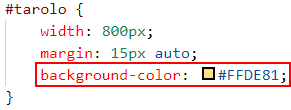 #tarolo {
width: 800px;
margin: 15px auto;
background-color: #FFDE81;
}